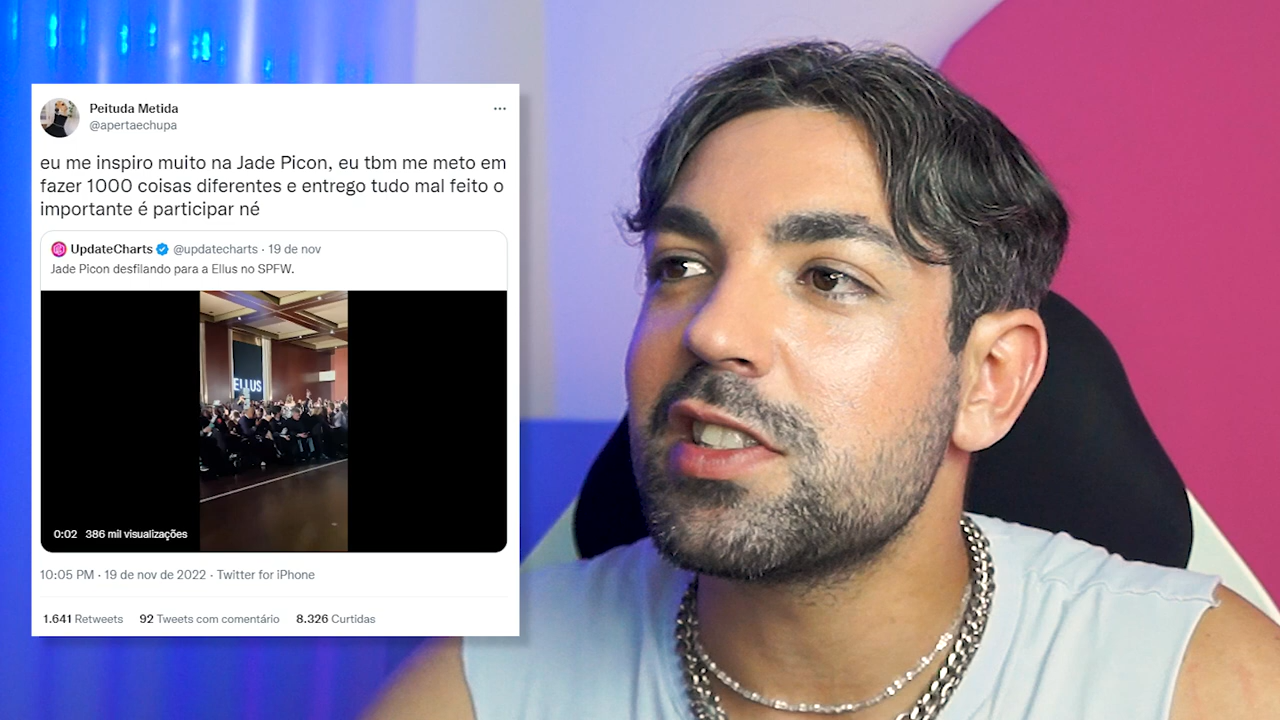 Peituda Metida
@apertaechupa
eu me inspiro muito na Jade Picon, eu tbm me meto em
fazer 1000 coisas diferentes e entrego tudo mal feito o
importante é participar né
UpdateCharts @updatecharts · 19 de nov
Jade Picon desfilando para a Ellus no SPFW.
ELLUS
0:02 386 mil visualizações
10:05 PM · 19 de nov de 2022 · Twitter for iPhone
1.641 Retweets 92 Tweets com comentário 8.326 Curtidas